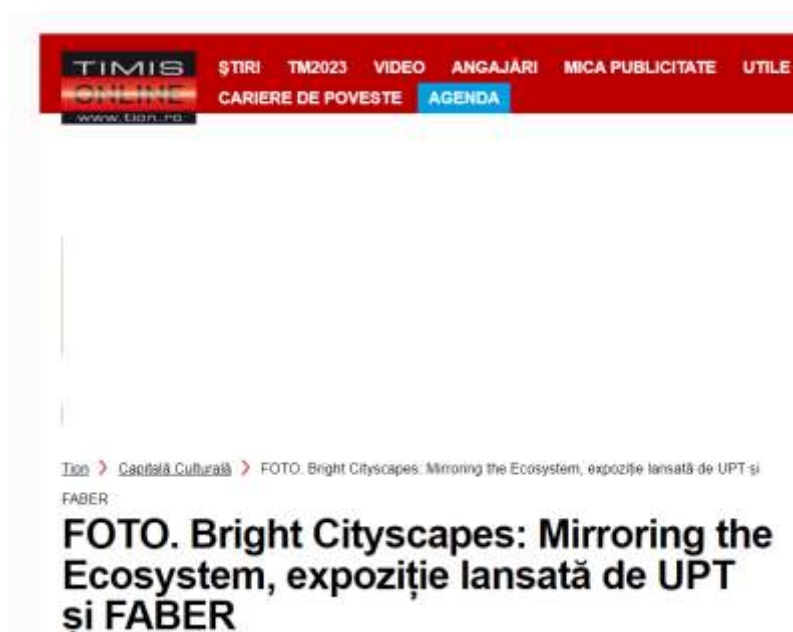 TIMIS
ONLINE
www.tion.ro
ȘTIRI TM2023 VIDEO ANGAJĂRI MICA PUBLICITATE UTILE
CARIERE DE POVESTE AGENDA
Tion > Capitală Culturală > FOTO. Bright Cityscapes: Mirroring the Ecosystem, expoziție lansată de UPT și
FABER
FOTO. Bright Cityscapes: Mirroring the
Ecosystem, expoziție lansată de UPT
și FABER